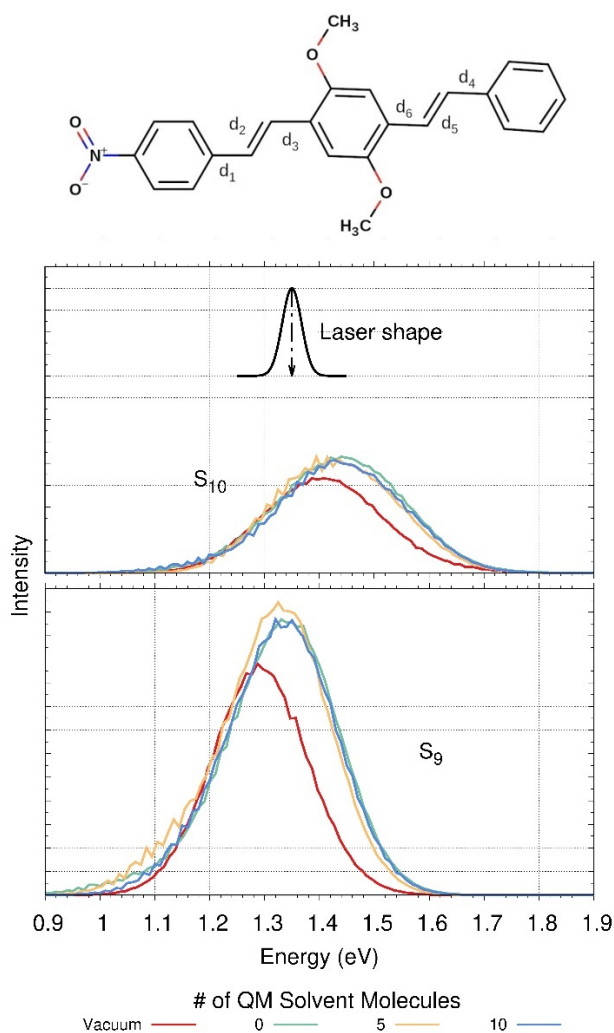 CH₃
O
d₄
d₂
d₆
O
d₃
d₅
N⁺
d₁
O⁻
O
H₃C
Laser shape
S₁₀
Intensity
S₉
0.9 1 1.1 1.2 1.3 1.4 1.5 1.6 1.7 1.8 1.9
Energy (eV)
# of QM Solvent Molecules
Vacuum 0 5 10